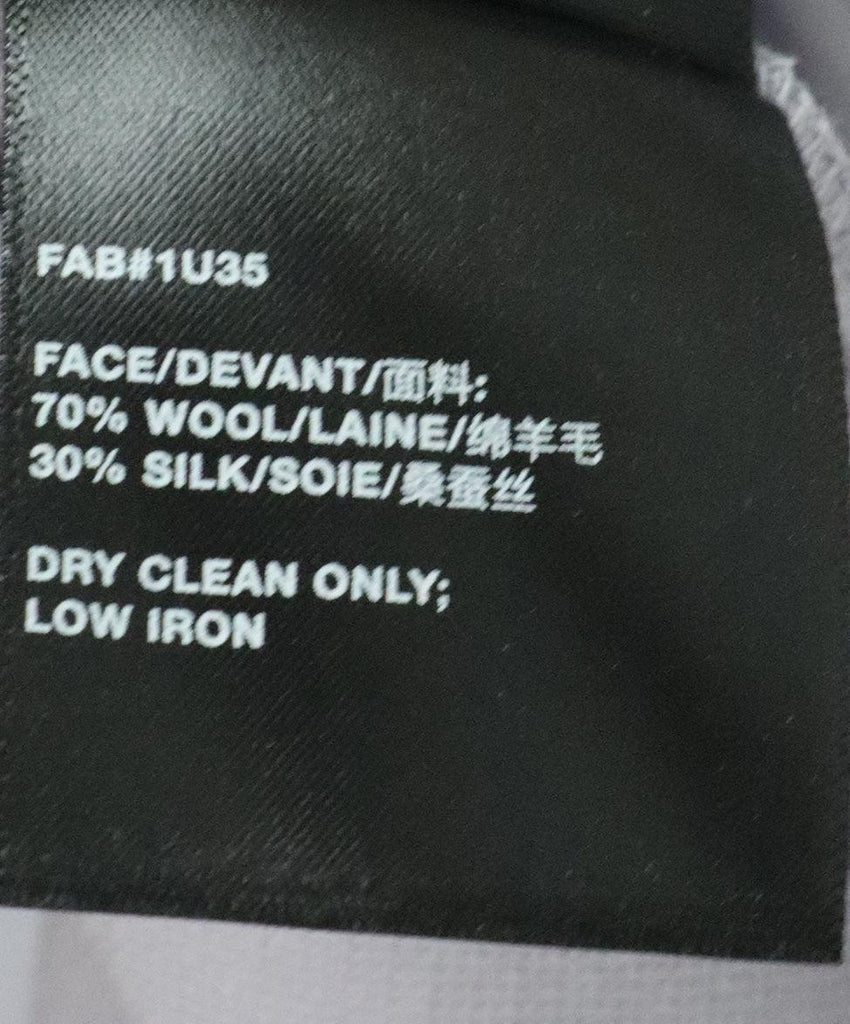 FAB#1U35
FACE/DEVANT/面料:
70% WOOL/LAINE/绵羊毛
30% SILK/SOIE/桑蚕丝
DRY CLEAN ONLY;
LOW IRON